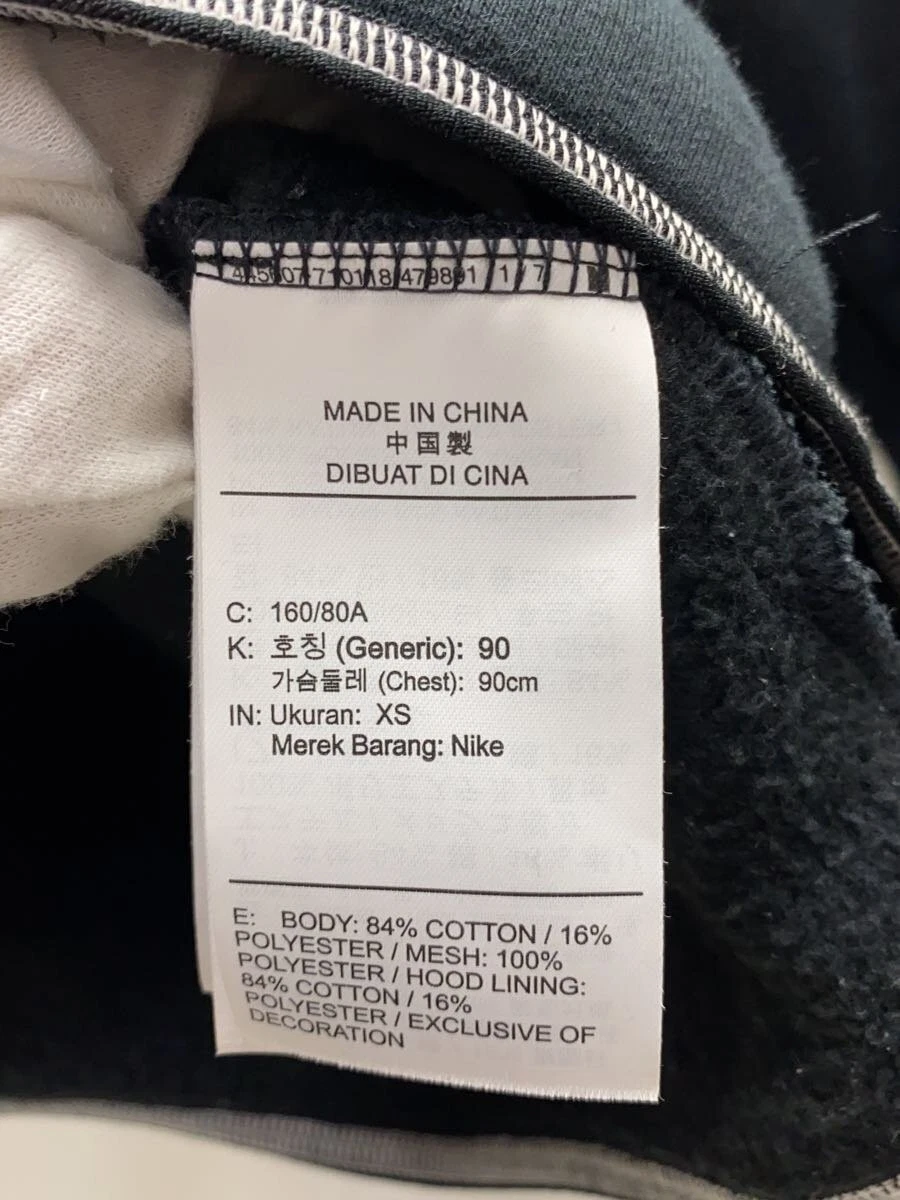 MADE IN CHINA
中国製
DIBUAT DI CINA
C: 160/80A
K: 호칭 (Generic): 90
가슴둘레 (Chest): 90cm
IN: Ukuran: XS
Merek Barang: Nike
E: BODY: 84% COTTON / 16%
POLYESTER / MESH: 100%
POLYESTER / HOOD LINING:
84% COTTON / 16%
POLYESTER / EXCLUSIVE OF
DECORATION